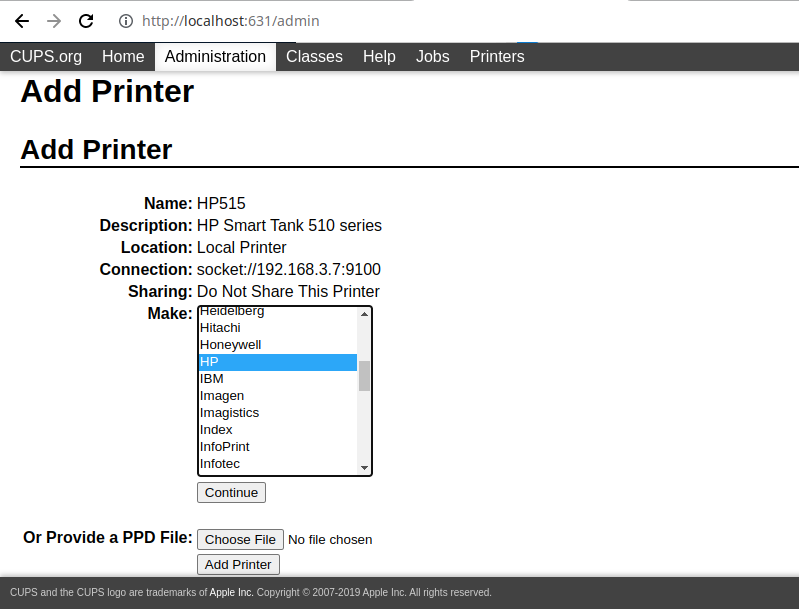 http://localhost:631/admin
CUPS.org Home Administration Classes Help Jobs Printers
Add Printer
Add Printer
Name: HP515
Description: HP Smart Tank 510 series
Location: Local Printer
Connection: socket://192.168.3.7:9100
Sharing: Do Not Share This Printer
Make: Heidelberg
Hitachi
Honeywell
HP
IBM
Imagen
Imagistics
Index
InfoPrint
Infotec
Continue
Or Provide a PPD File: Choose File No file chosen
Add Printer
CUPS and the CUPS logo are trademarks of Apple Inc. Copyright © 2007-2019 Apple Inc. All rights reserved.